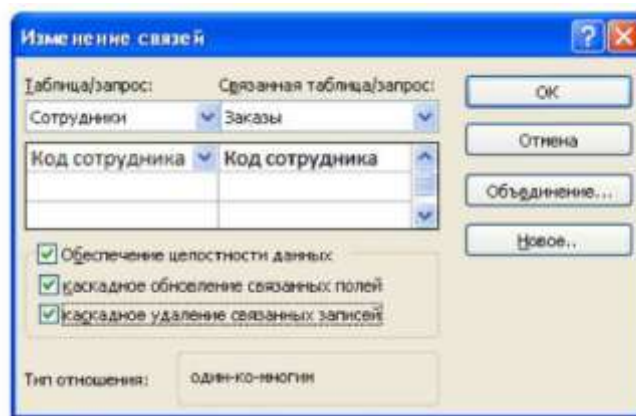 Изменение связей
Таблица/запрос: Связанная таблица/запрос:
Сотрудники Заказы
Код сотрудника Код сотрудника
Обеспечение целостности данных
каскадное обновление связанных полей
каскадное удаление связанных записей
Тип отношения: один-ко-многим
ОК
Отмена
Объединение...
Новое..